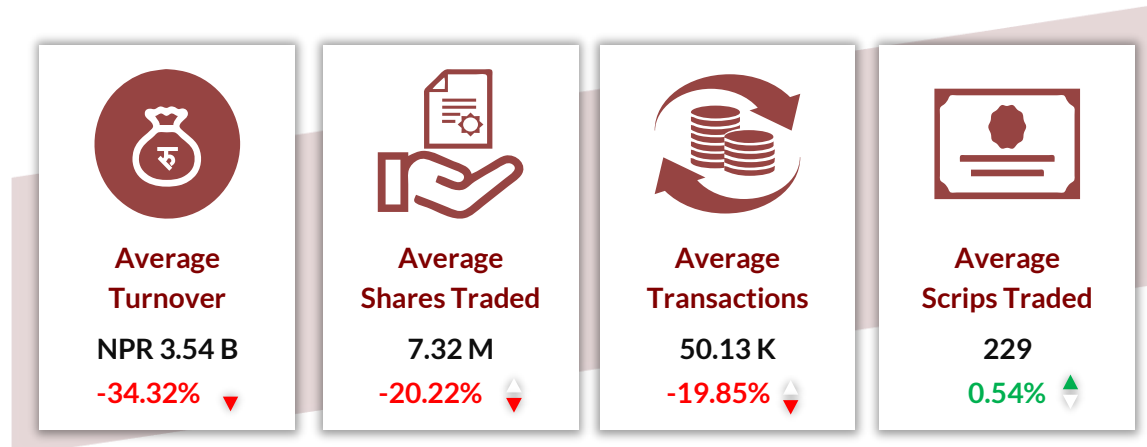 रु
Average
Turnover
NPR 3.54 B
-34.32%
Average
Shares Traded
7.32 M
-20.22%
Average
Transactions
50.13 K
-19.85%
Average
Scrips Traded
229
0.54%